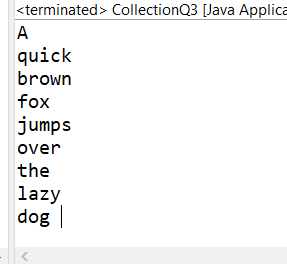 <terminated> CollectionQ3 [Java Applica
A
quick
brown
fox
jumps
over
the
lazy
dog